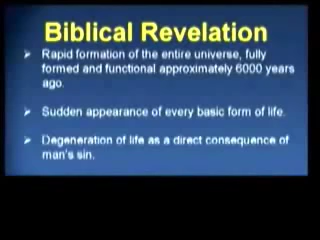 Biblical Revelation
Rapid formation of the entire universe, fully
formed and functional approximately 6000 years
ago.
Sudden appearance of every basic form of life.
Degeneration of life as a direct consequence of
man's sin.